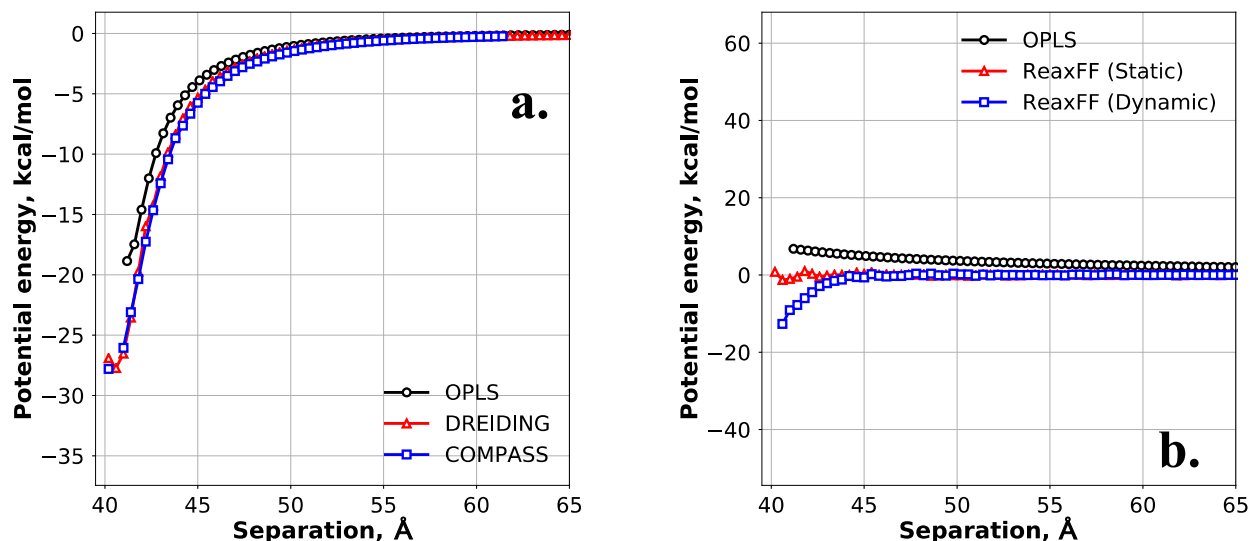 0
−5
−10
−15
−20
−25
−30
−35
Potential energy, kcal/mol
a.
OPLS
DREIDING
COMPASS
40 45 50 55 60 65
Separation, Å
60
40
20
0
−20
−40
Potential energy, kcal/mol
OPLS
ReaxFF (Static)
ReaxFF (Dynamic)
b.
40 45 50 55 60 65
Separation, Å